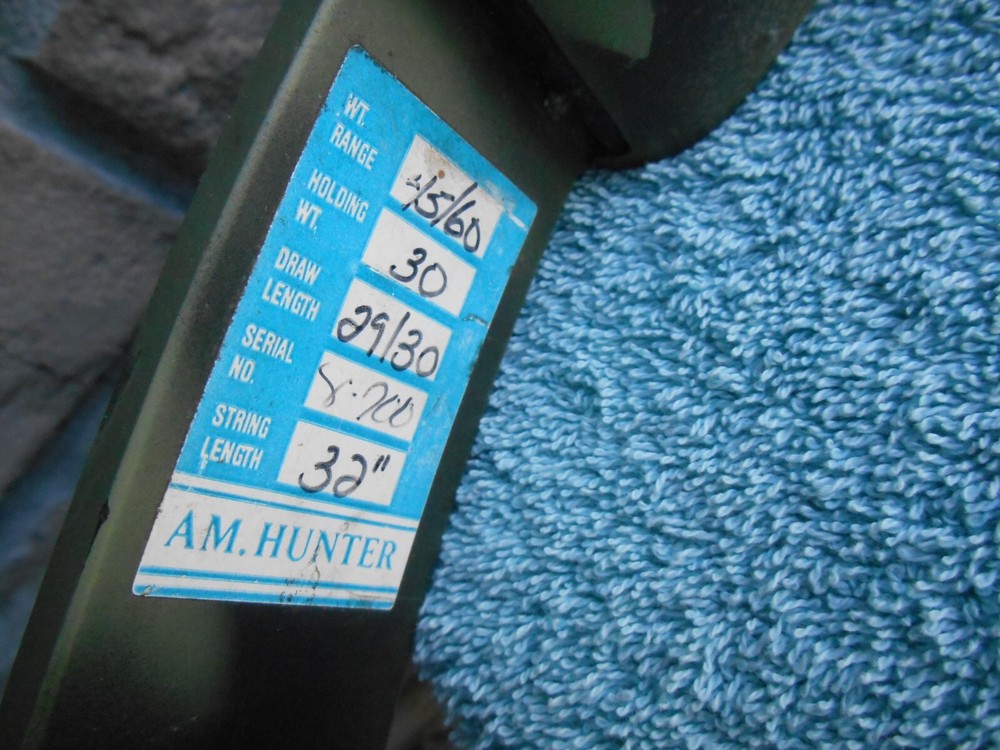 WT. RANGE 45/60
HOLDING WT. 30
DRAW LENGTH 29/30
SERIAL NO.
STRING LENGTH 32"
AM. HUNTER